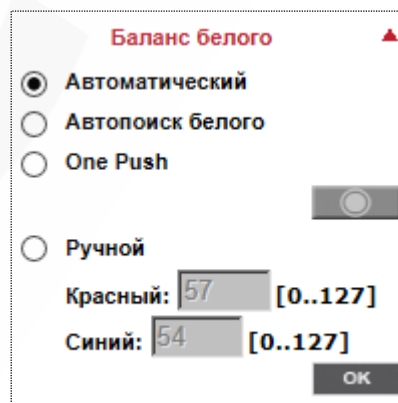 Баланс белого
Автоматический
Автопоиск белого
One Push
Ручной
Красный: 57 [0..127]
Синий: 54 [0..127]
OK